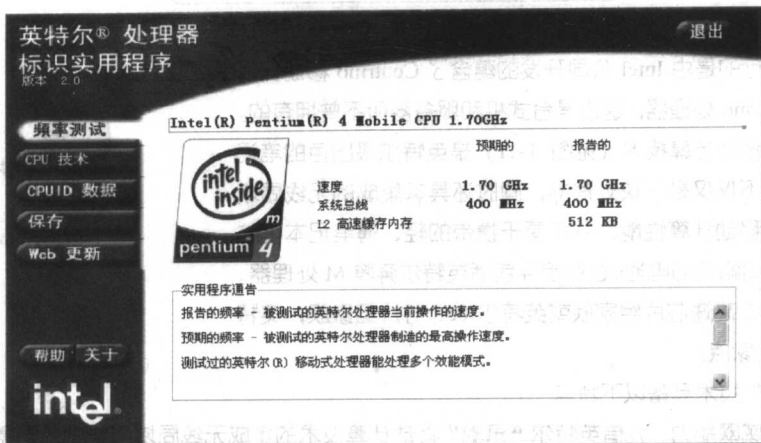 英特尔® 处理器
标识实用程序
版本 2.0
退出
频率测试
CPU 技术
CPUID 数据
保存
Web 更新
帮助 关于
intel®
Intel(R) Pentium(R) 4 Mobile CPU 1.70GHz
intel inside
m
pentium 4
预期的 报告的
速度 1.70 GHz 1.70 GHz
系统总线 400 MHz 400 MHz
L2 高速缓存内存 512 KB
实用程序通告
报告的频率 - 被测试的英特尔处理器当前操作的速度。
预期的频率 - 被测试的英特尔处理器制造的最高操作速度。
测试过的英特尔(R) 移动式处理器能处理多个效能模式。